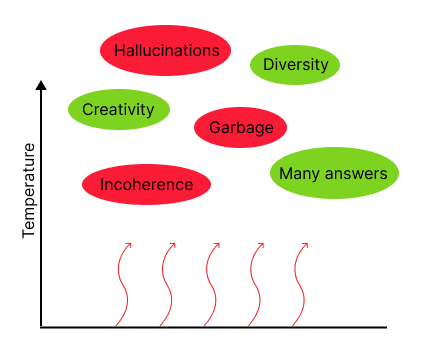 Hallucinations
Diversity
Creativity
Garbage
Many answers
Incoherence
Temperature